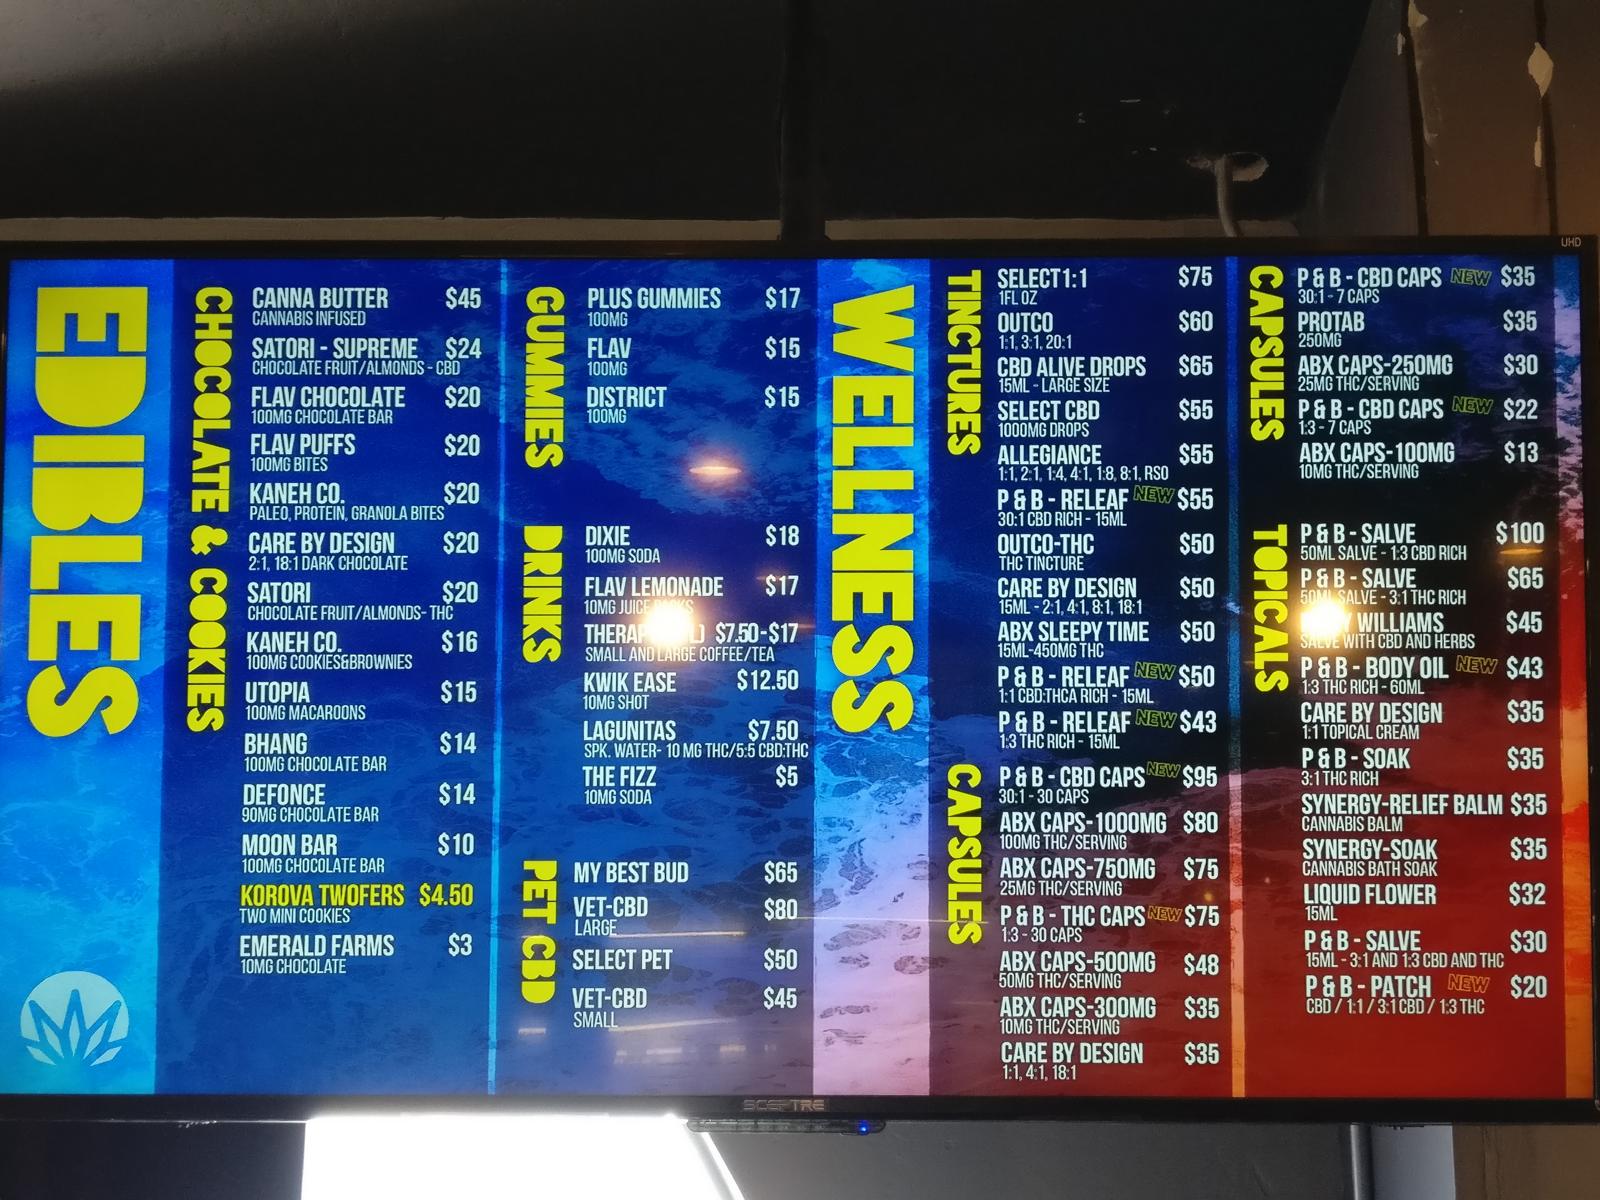 EDIBLES
CHOCOLATE & COOKIES
CANNA BUTTER $45
CANNABIS INFUSED
SATORI - SUPREME $24
CHOCOLATE FRUIT/ALMONDS - CBD
FLAV CHOCOLATE $20
100MG CHOCOLATE BAR
FLAV PUFFS $20
100MG BITES
KANEH CO. $20
PALEO, PROTEIN, GRANOLA BITES
CARE BY DESIGN $20
2:1, 18:1 DARK CHOCOLATE
SATORI $20
CHOCOLATE FRUIT/ALMONDS- THC
KANEH CO. $16
100MG COOKIES&BROWNIES
UTOPIA $15
100MG MACAROONS
BHANG $14
100MG CHOCOLATE BAR
DEFONCE $14
90MG CHOCOLATE BAR
MOON BAR $10
100MG CHOCOLATE BAR
KOROVA TWOFERS $4.50
TWO MINI COOKIES
EMERALD FARMS $3
10MG CHOCOLATE
GUMMIES
PLUS GUMMIES $17
100MG
FLAV $15
100MG
DISTRICT $15
100MG
DRINKS
DIXIE $18
100MG SODA
FLAV LEMONADE $17
10MG JUICE PACKS
$7.50-$17
SMALL AND LARGE COFFEE/TEA
KWIK EASE $12.50
10MG SHOT
LAGUNITAS $7.50
SPK. WATER- 10 MG THC/5:5 CBD:THC
THE FIZZ $5
10MG SODA
PET CBD
MY BEST BUD $65
VET-CBD $80
LARGE
SELECT PET $50
VET-CBD $45
SMALL
WELLNESS
TINCTURES
SELECT 1:1 $75
1FL OZ
OUTCO $60
1:1, 3:1, 20:1
CBD ALIVE DROPS $65
15ML - LARGE SIZE
SELECT CBD $55
1000MG DROPS
ALLEGIANCE $55
1:1, 2:1, 1:4, 4:1, 1:8, 8:1, RSO
P & B - RELEAF NEW $55
30:1 CBD RICH - 15ML
OUTCO-THC $50
THC TINCTURE
CARE BY DESIGN $50
15ML - 2:1, 4:1, 8:1, 18:1
ABX SLEEPY TIME $50
15ML-450MG THC
P & B - RELEAF NEW $50
1:1 CBD:THCA RICH - 15ML
P & B - RELEAF NEW $43
1:3 THC RICH - 15ML
CAPSULES
P & B - CBD CAPS NEW $95
30:1 - 30 CAPS
ABX CAPS-1000MG $80
100MG THC/SERVING
ABX CAPS-750MG $75
25MG THC/SERVING
P & B - THC CAPS NEW $75
1:3 - 30 CAPS
ABX CAPS-500MG $48
50MG THC/SERVING
ABX CAPS-300MG $35
10MG THC/SERVING
CARE BY DESIGN $35
1:1, 4:1, 18:1
CAPSULES
P & B - CBD CAPS NEW $35
30:1 - 7 CAPS
PROTAB $35
250MG
ABX CAPS-250MG $30
25MG THC/SERVING
P & B - CBD CAPS NEW $22
1:3 - 7 CAPS
ABX CAPS-100MG $13
10MG THC/SERVING
TOPICALS
P & B - SALVE $100
50ML SALVE - 1:3 CBD RICH
P & B - SALVE $65
50ML SALVE - 3:1 THC RICH
WILLIAMS $45
SALVE WITH CBD AND HERBS
P & B - BODY OIL NEW $43
1:3 THC RICH - 60ML
CARE BY DESIGN $35
1:1 TOPICAL CREAM
P & B - SOAK $35
3:1 THC RICH
SYNERGY-RELIEF BALM $35
CANNABIS BALM
SYNERGY-SOAK $35
CANNABIS BATH SOAK
LIQUID FLOWER $32
15ML
P & B - SALVE $30
15ML - 3:1 AND 1:3 CBD AND THC
P & B - PATCH NEW $20
CBD / 1:1 / 3:1 CBD / 1:3 THC
UHD
SCEPTRE